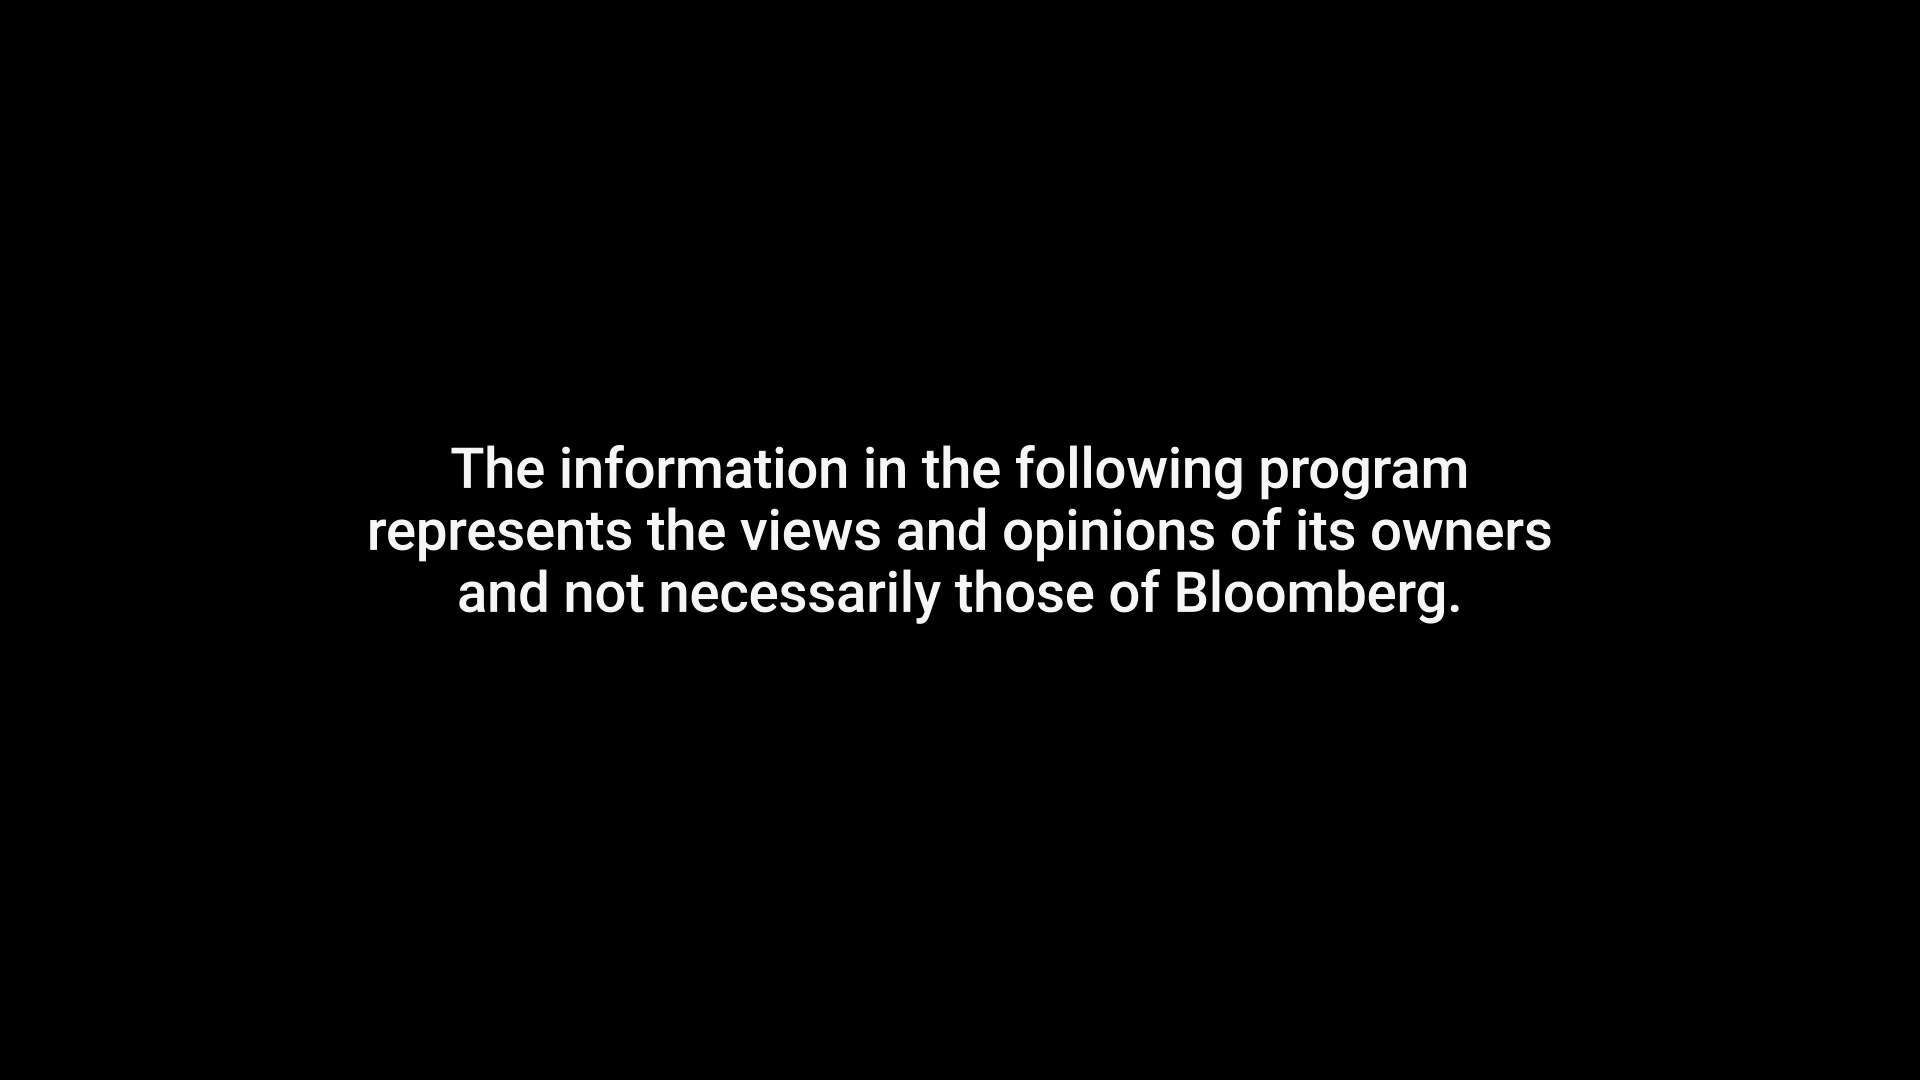 The information in the following program
represents the views and opinions of its owners
and not necessarily those of Bloomberg.